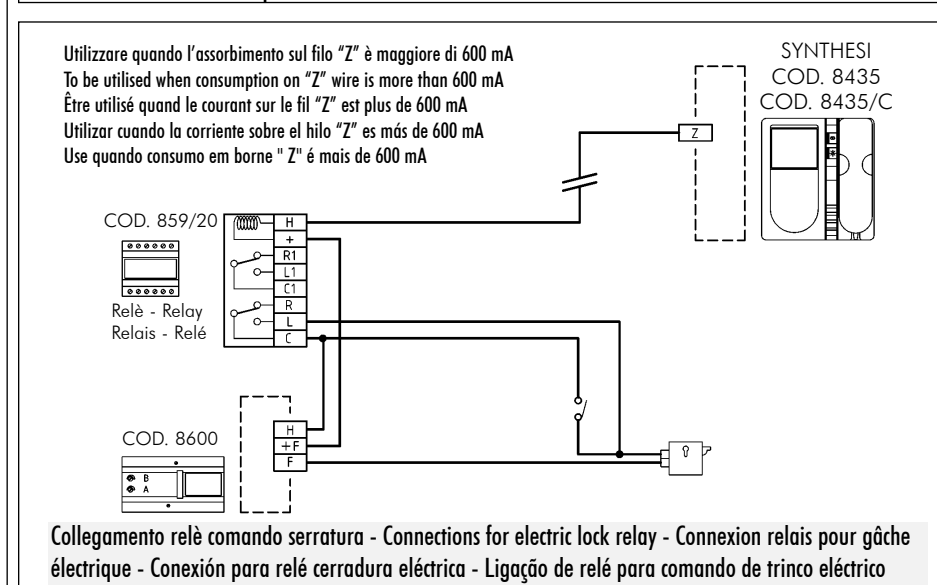 Utilizzare quando l'assorbimento sul filo "Z" è maggiore di 600 mA
To be utilised when consumption on "Z" wire is more than 600 mA
Être utilisé quand le courant sur le fil "Z" est plus de 600 mA
Utilizar cuando la corriente sobre el hilo "Z" es más de 600 mA
Use quando consumo em borne " Z" é mais de 600 mA
SYNTHESI
COD. 8435
COD. 8435/C
Z
COD. 859/20
H
+
R1
L1
C1
R
L
C
Relè - Relay
Relais - Relé
COD. 8600
B
A
H
+F
F
Collegamento relè comando serratura - Connections for electric lock relay - Connexion relais pour gâche
électrique - Conexión para relé cerradura eléctrica - Ligação de relé para comando de trinco eléctrico